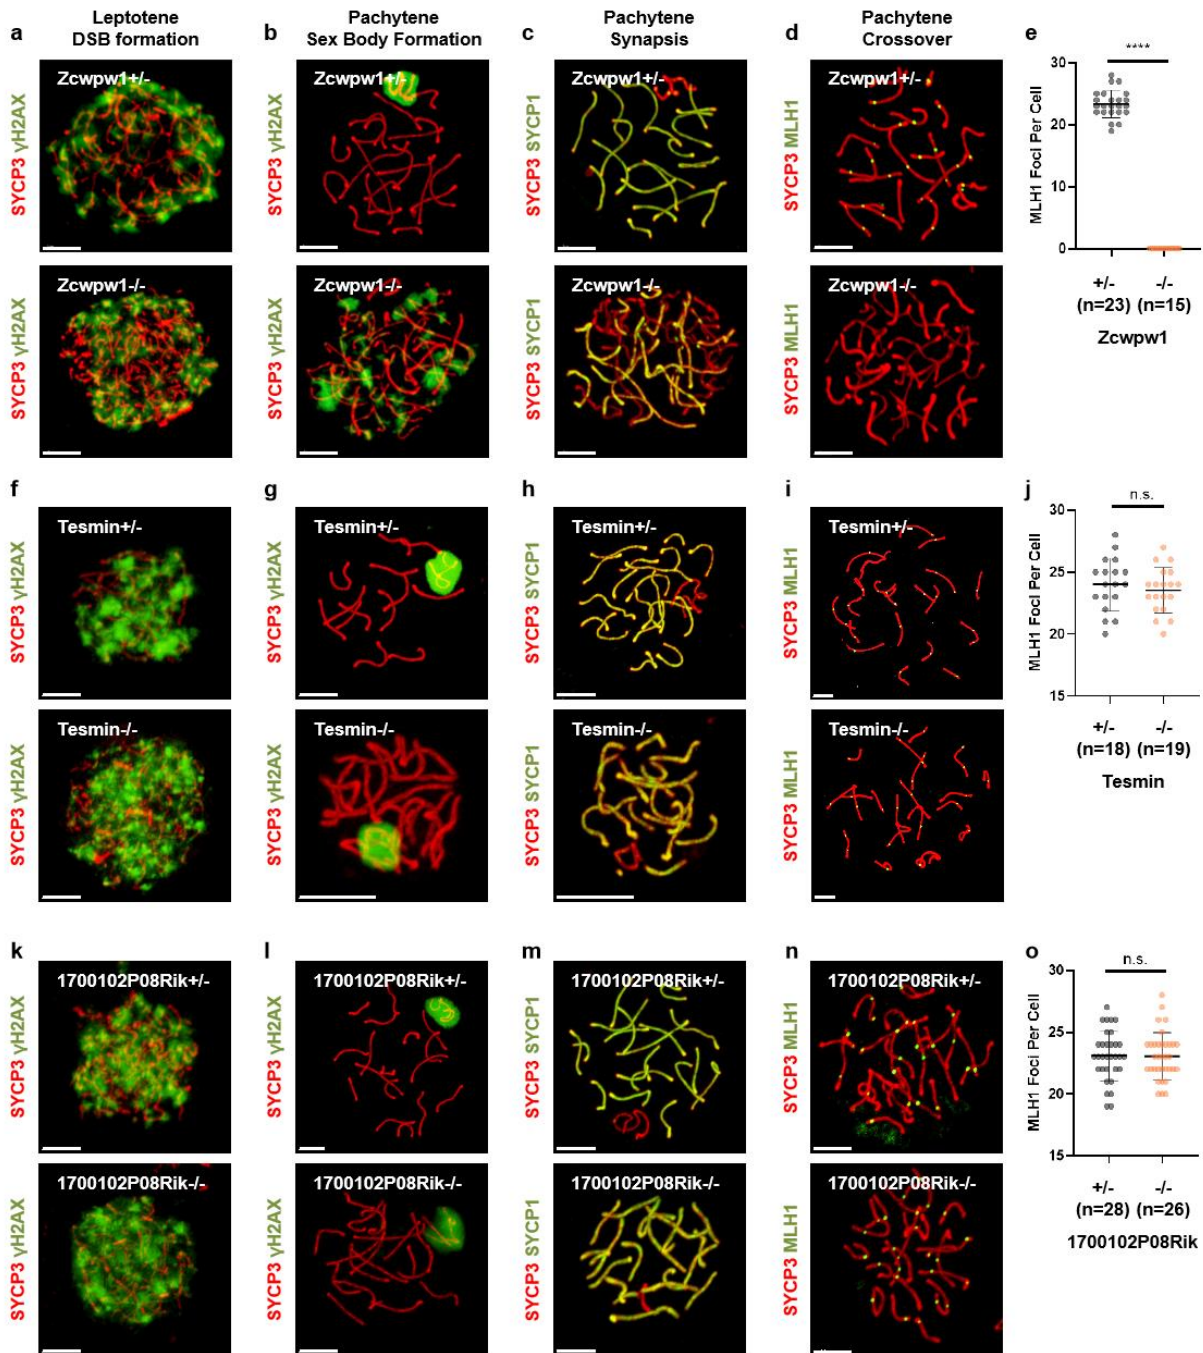 Leptotene
DSB formation
Pachytene
Sex Body Formation
Pachytene
Synapsis
Pachytene
Crossover
a
b
c
d
e
SYCP3 γH2AX
Zcwpw1+/-
SYCP3 γH2AX
Zcwpw1+/-
SYCP3 SYCP1
Zcwpw1+/-
SYCP3 MLH1
Zcwpw1+/-
SYCP3 γH2AX
Zcwpw1-/-
SYCP3 γH2AX
Zcwpw1-/-
SYCP3 SYCP1
Zcwpw1-/-
SYCP3 MLH1
Zcwpw1-/-
MLH1 Foci Per Cell
30
20
10
0
****
+/- -/-
(n=23) (n=15)
Zcwpw1
f
g
h
i
j
SYCP3 γH2AX
Tesmin+/-
SYCP3 γH2AX
Tesmin+/-
SYCP3 SYCP1
Tesmin+/-
SYCP3 MLH1
Tesmin+/-
SYCP3 γH2AX
Tesmin-/-
SYCP3 γH2AX
Tesmin-/-
SYCP3 SYCP1
Tesmin-/-
SYCP3 MLH1
Tesmin-/-
MLH1 Foci Per Cell
30
25
20
15
n.s.
+/- -/-
(n=18) (n=19)
Tesmin
k
l
m
n
o
SYCP3 γH2AX
1700102P08Rik+/-
SYCP3 γH2AX
1700102P08Rik+/-
SYCP3 SYCP1
1700102P08Rik+/-
SYCP3 MLH1
1700102P08Rik+/-
SYCP3 γH2AX
1700102P08Rik-/-
SYCP3 γH2AX
1700102P08Rik-/-
SYCP3 SYCP1
1700102P08Rik-/-
SYCP3 MLH1
1700102P08Rik-/-
MLH1 Foci Per Cell
30
25
20
15
n.s.
+/- -/-
(n=28) (n=26)
1700102P08Rik